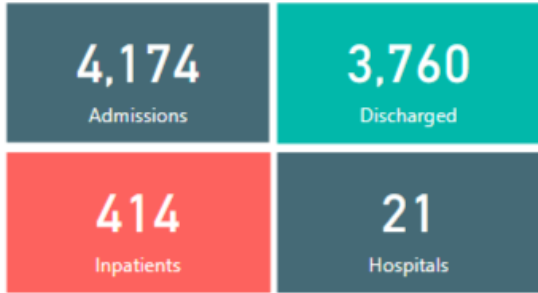 4,174
Admissions
3,760
Discharged
414
Inpatients
21
Hospitals